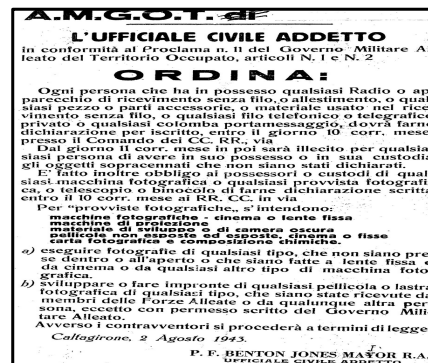 A.M.G.O.T. di
L'UFFICIALE CIVILE ADDETTO
in conformità al Proclama n. 11 del Governo Militare Al
leato del Territorio Occupato, articoli N. 1 e N. 2
ORDINA:
Ogni persona che ha in possesso qualsiasi Radio o ap
parecchio di ricevimento senza filo, o allestimento, o qual
siasi pezzo o parti accessorie, o materiale usato nel rice
vimento senza filo, o qualsiasi filo telefonico o telegrafico
privato o qualsiasi colomba portamessaggio, dovrà farne
dichiarazione per iscritto, entro il giorno 10 corr. mese
presso il Comando dei CC. RR., via
Dal giorno 11 corr. mese in poi sarà illecito per qual
siasi persona di avere in suo possesso o in sua custodia
gli oggetti sopracemati che non siano stati dichiarati.
E' fatto inoltre obbligo ai possessori o custodi di qual
siasi macchina fotografica o qualsiasi provvista fotografi
ca, o telescopio o binocolo di farne dichiarazione scritta
entro il 10 corr. mese ai RR. CC. in via
Per "provviste fotografiche,, s'intendono:
macchine fotografiche - cinema o lente fissa
macchine di proiezione
materiale di sviluppo o di camera oscura
pellicole non esposte ed esposte, cinema o fisse
carta fotografica e composizione chimiche.
a) eseguire fotografie di qualsiasi tipo, che non siano pre
se dentro o all'aperto o che siano fatte a lente fissa o
da cinema o da qualsiasi altro tipo di macchina foto
grafica.
b) sviluppare o fare impronte di qualsiasi pellicola o lastra
fotografica di qualsiasi tipo, che siano state ricevute da
membri delle Forze Alleate o da qualunque altra per
sona, eccetto con permesso scritto del Governo Mili
tare Alleato.
Avverso i contravventori si procederà a termini di legge
Caltagirone, 2 Agosto 1943.
P. F. BENTON JONES MAYOR R.A.
UFFICIALE CIVILE ADDETTO